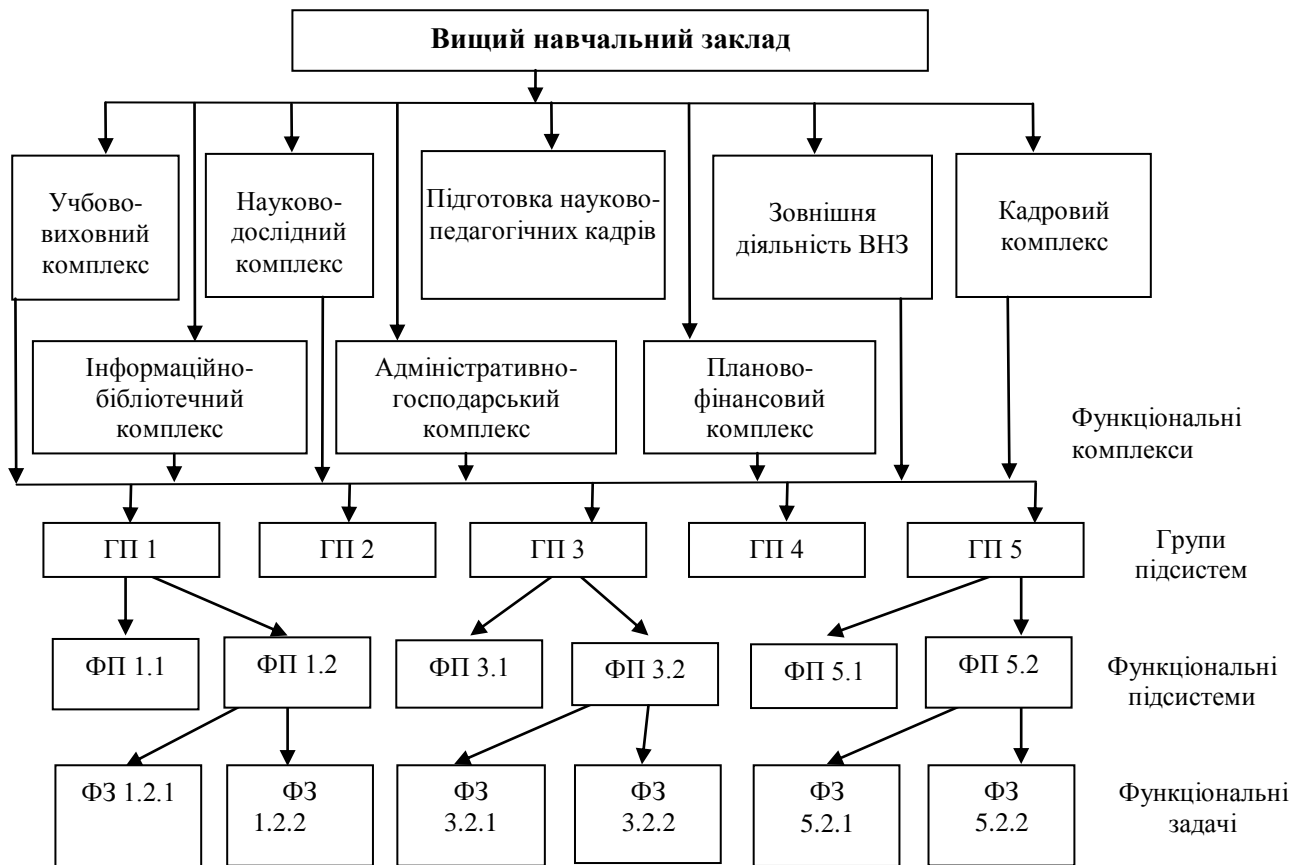 Вищий навчальний заклад
Учбово-
виховний
комплекс
Науково-
дослідний
комплекс
Підготовка науково-
педагогічних кадрів
Зовнішня
діяльність ВНЗ
Кадровий
комплекс
Інформаційно-
бібліотечний
комплекс
Адміністративно-
господарський
комплекс
Планово-
фінансовий
комплекс
Функціональні
комплекси
ГП 1
ГП 2
ГП 3
ГП 4
ГП 5
Групи
підсистем
ФП 1.1
ФП 1.2
ФП 3.1
ФП 3.2
ФП 5.1
ФП 5.2
Функціональні
підсистеми
ФЗ 1.2.1
ФЗ
1.2.2
ФЗ
3.2.1
ФЗ
3.2.2
ФЗ
5.2.1
ФЗ
5.2.2
Функціональні
задачі